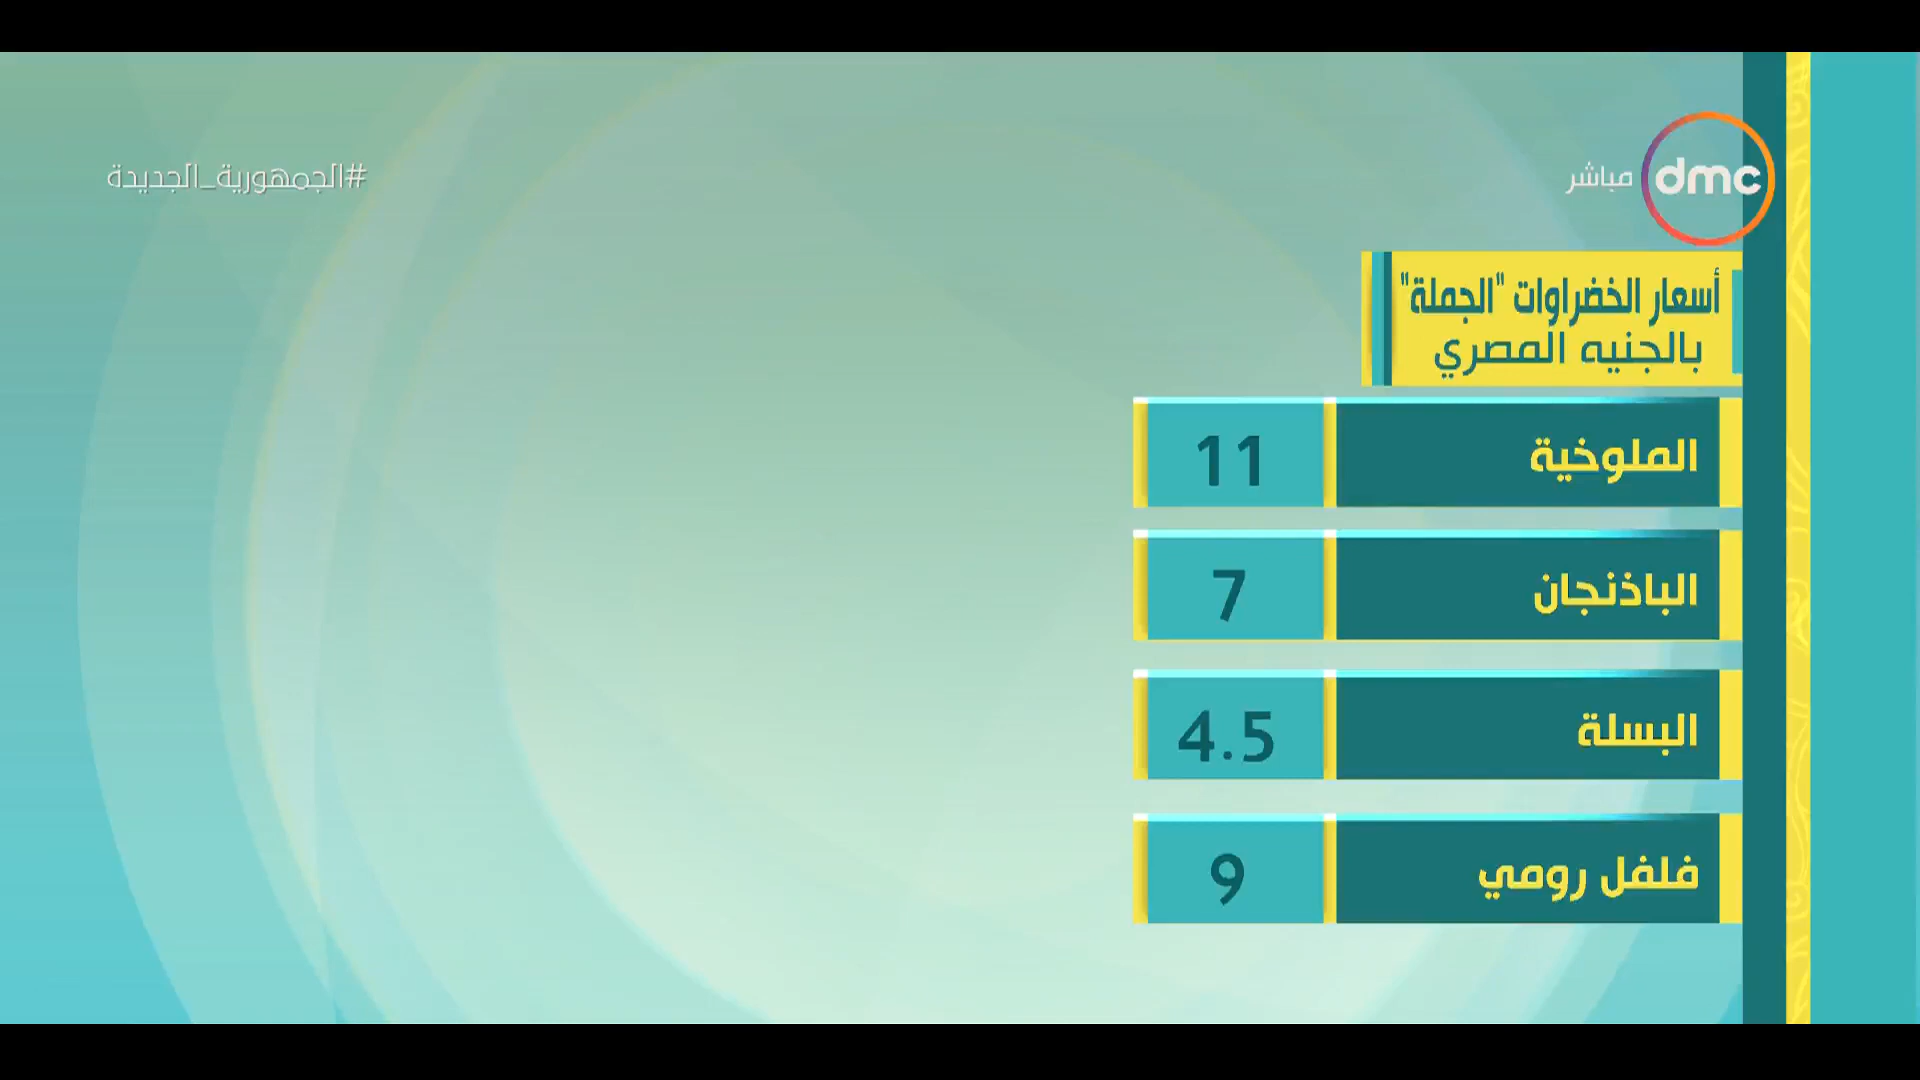 dmc مباشر
#الجمهورية_الجديدة
أسعار الخضراوات "الجملة"
بالجنيه المصري
الملوخية 11
الباذنجان 7
البسلة 4.5
فلفل رومي 9